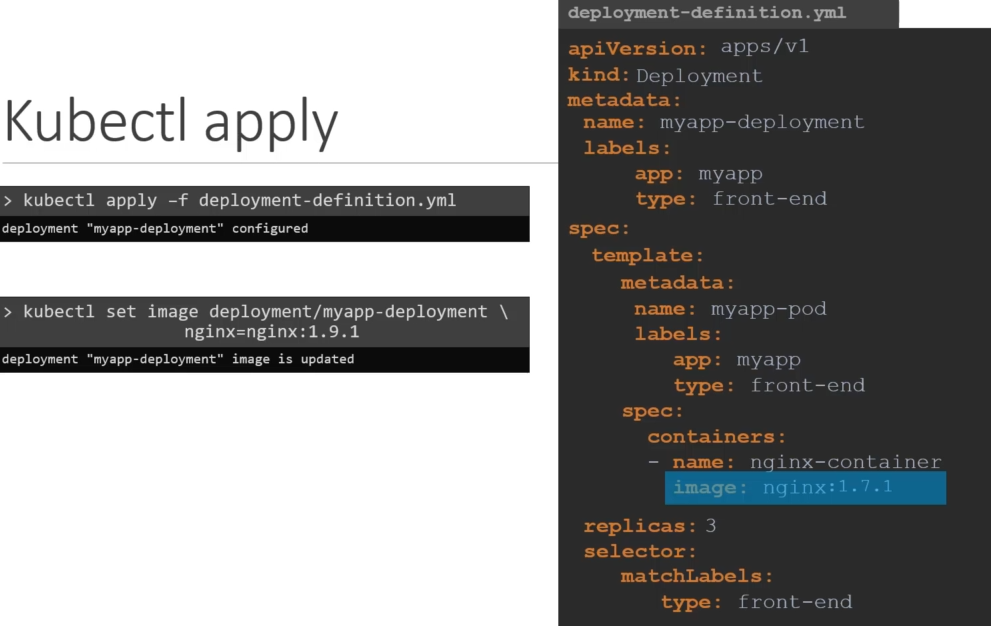 Kubectl apply
> kubectl apply –f deployment-definition.yml
deployment "myapp-deployment" configured
> kubectl set image deployment/myapp-deployment \
nginx=nginx:1.9.1
deployment "myapp-deployment" image is updated
deployment-definition.yml
apiVersion: apps/v1
kind: Deployment
metadata:
name: myapp-deployment
labels:
app: myapp
type: front-end
spec:
template:
metadata:
name: myapp-pod
labels:
app: myapp
type: front-end
spec:
containers:
- name: nginx-container
image: nginx:1.7.1
replicas: 3
selector:
matchLabels:
type: front-end